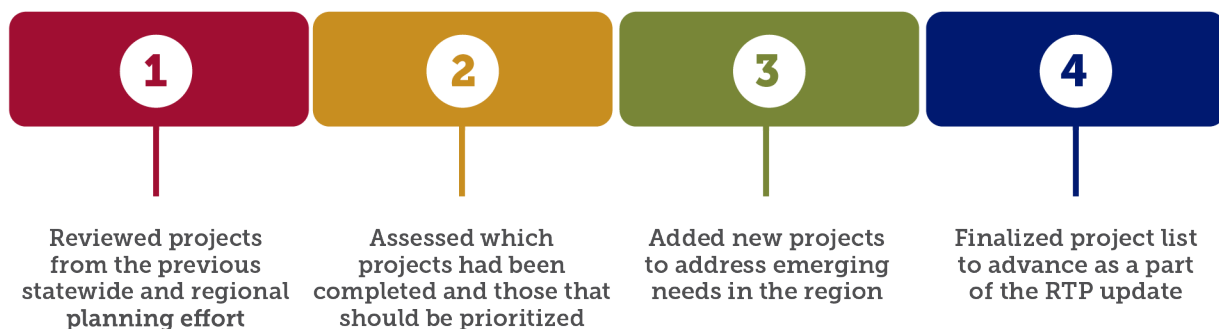 1
Reviewed projects
from the previous
statewide and regional
planning effort
2
Assessed which
projects had been
completed and those that
should be prioritized
3
Added new projects
to address emerging
needs in the region
4
Finalized project list
to advance as a part
of the RTP update